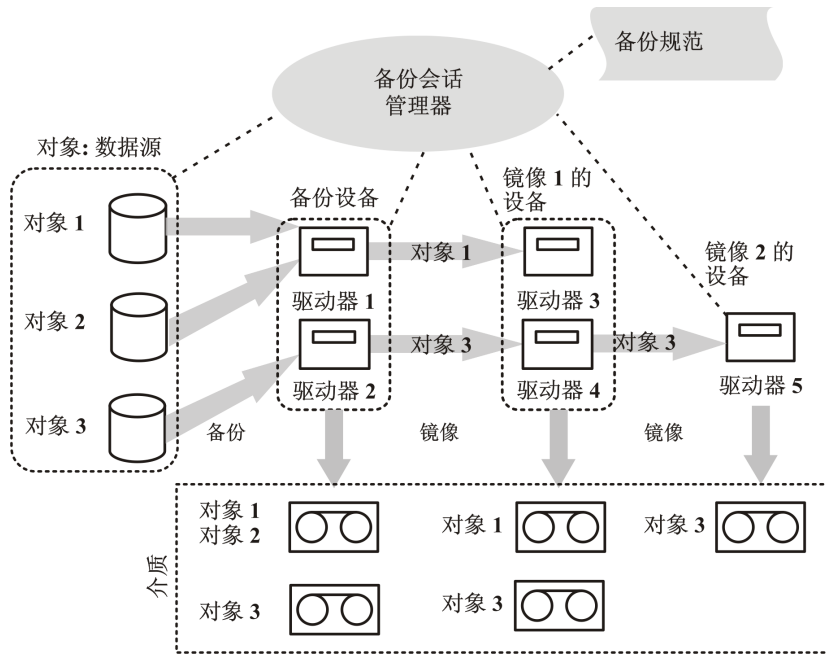 备份规范
备份会话
管理器
对象: 数据源
对象 1
对象 2
对象 3
备份设备
驱动器 1
驱动器 2
镜像 1 的
设备
驱动器 3
驱动器 4
镜像 2 的
设备
驱动器 5
对象 1
对象 3
对象 3
备份
镜像
镜像
介质
对象 1
对象 2
对象 3
对象 1
对象 3
对象 3